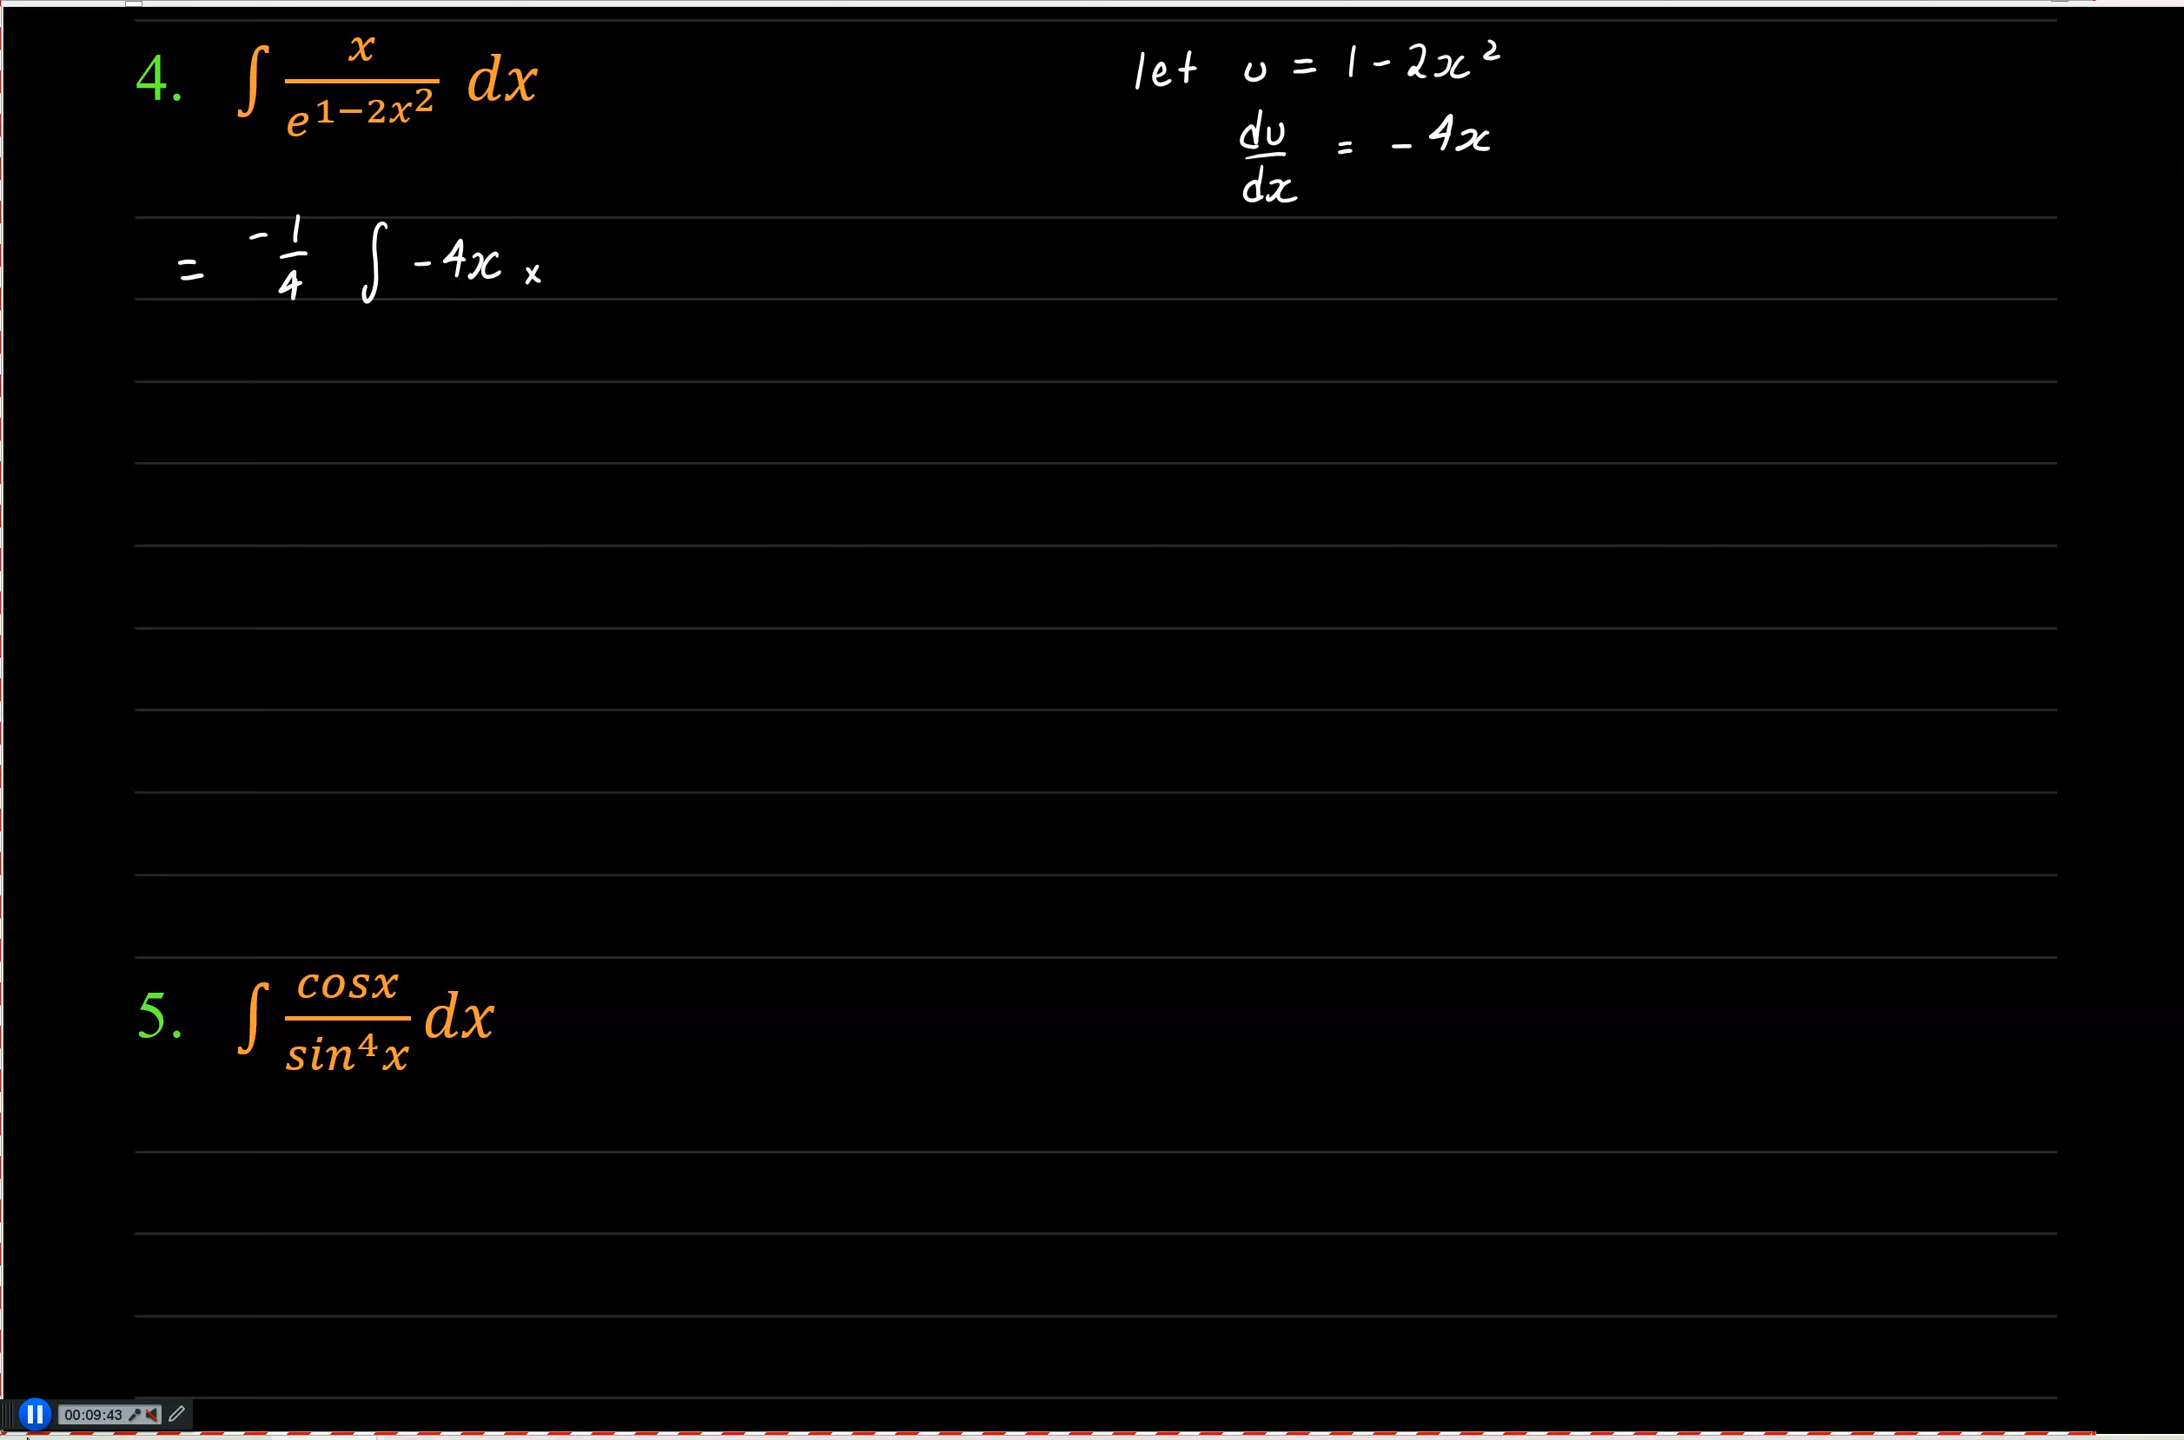 4. ∫ x/e^(1−2x²) dx
let u = 1 - 2x²
du/dx = - 4x
= -1/4 ∫ - 4x ×
5. ∫ cosx/sin⁴x dx
00:09:43